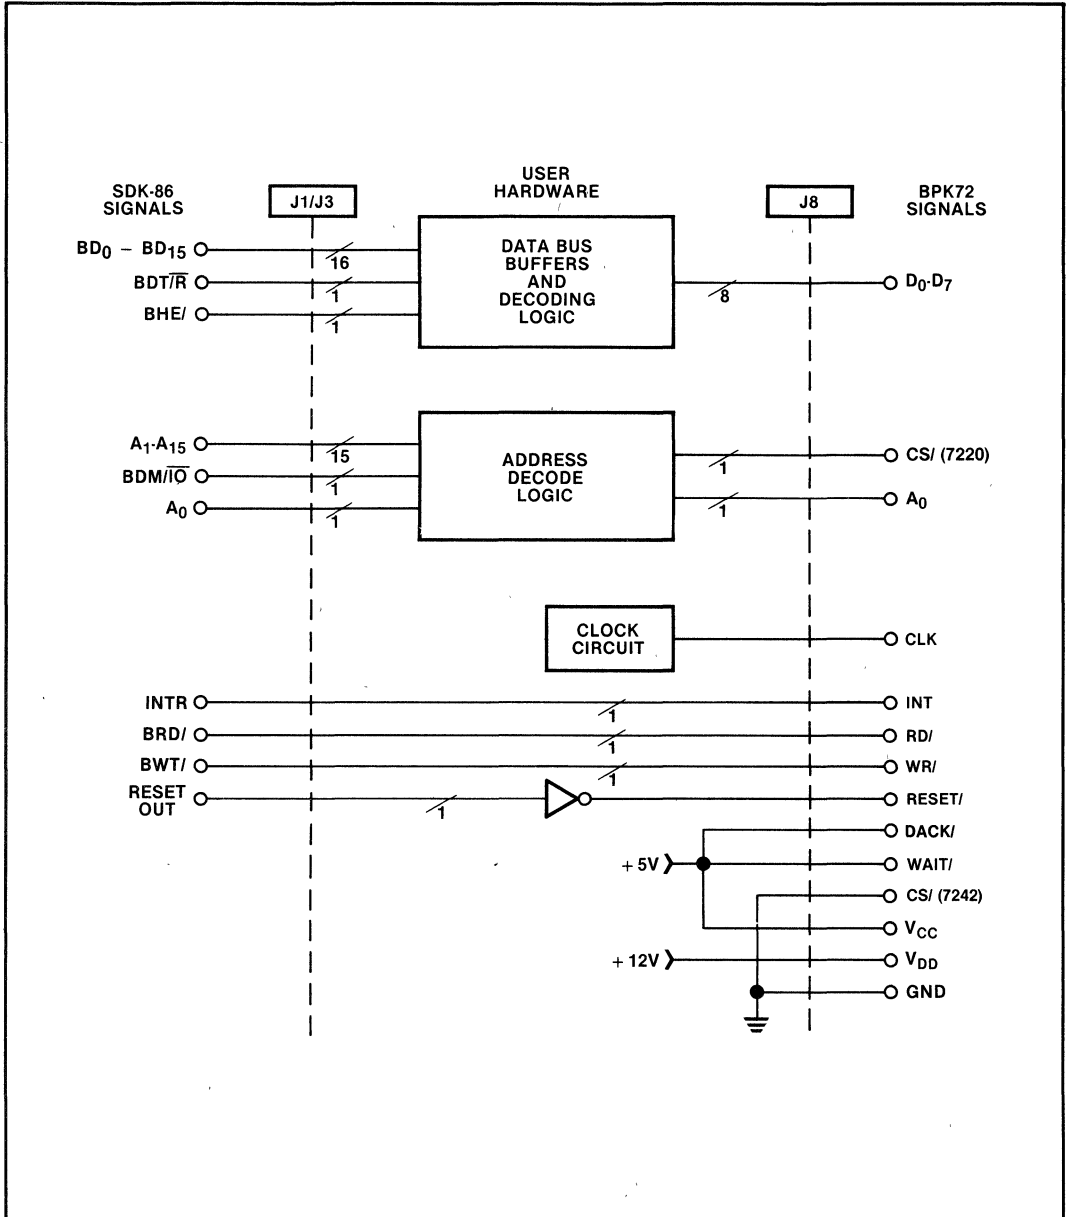 SDK-86
SIGNALS
J1/J3
USER
HARDWARE
J8
BPK72
SIGNALS
BD0 – BD15
16
BDT/R̅
1
BHE/
1
DATA BUS
BUFFERS
AND
DECODING
LOGIC
8
D0-D7
A1-A15
15
BDM/I̅O̅
1
A0
1
ADDRESS
DECODE
LOGIC
1
CS/ (7220)
1
A0
CLOCK
CIRCUIT
CLK
INTR
1
INT
BRD/
1
RD/
BWT/
1
WR/
RESET
OUT
1
RESET/
DACK/
+ 5V
WAIT/
CS/ (7242)
VCC
+ 12V
VDD
GND